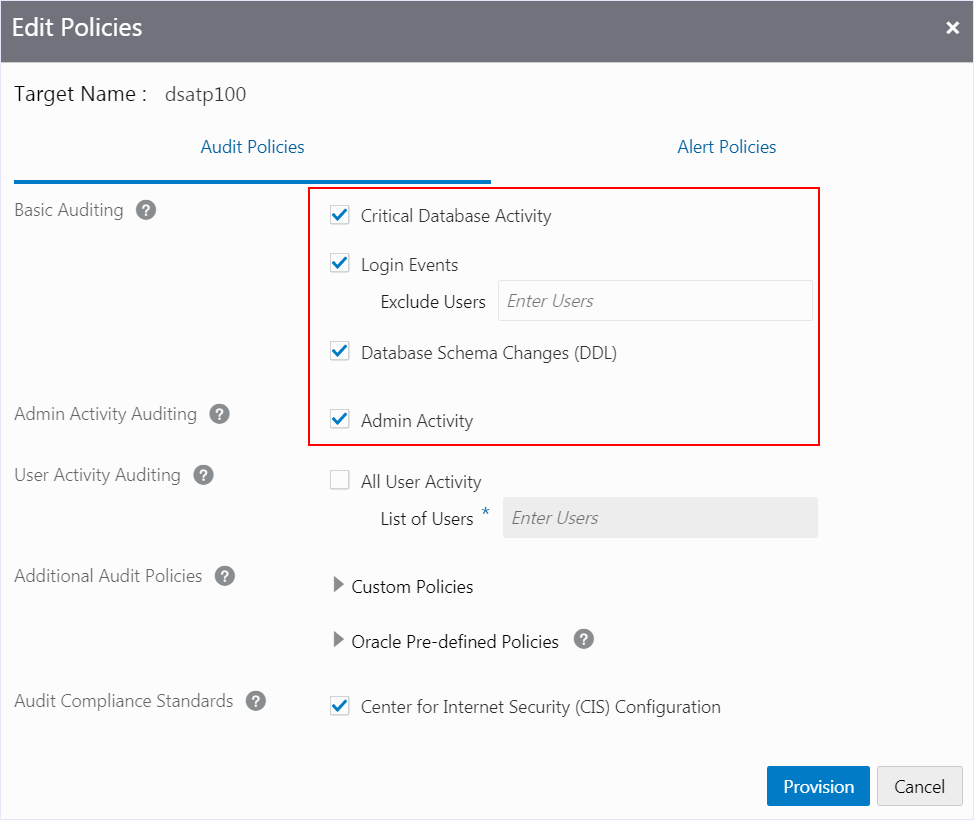 Edit Policies
Target Name : dsatp100
Audit Policies
Alert Policies
Basic Auditing ?
Critical Database Activity
Login Events
Exclude Users Enter Users
Database Schema Changes (DDL)
Admin Activity Auditing ?
Admin Activity
User Activity Auditing ?
All User Activity
List of Users * Enter Users
Additional Audit Policies ?
Custom Policies
Oracle Pre-defined Policies ?
Audit Compliance Standards ?
Center for Internet Security (CIS) Configuration
Provision
Cancel